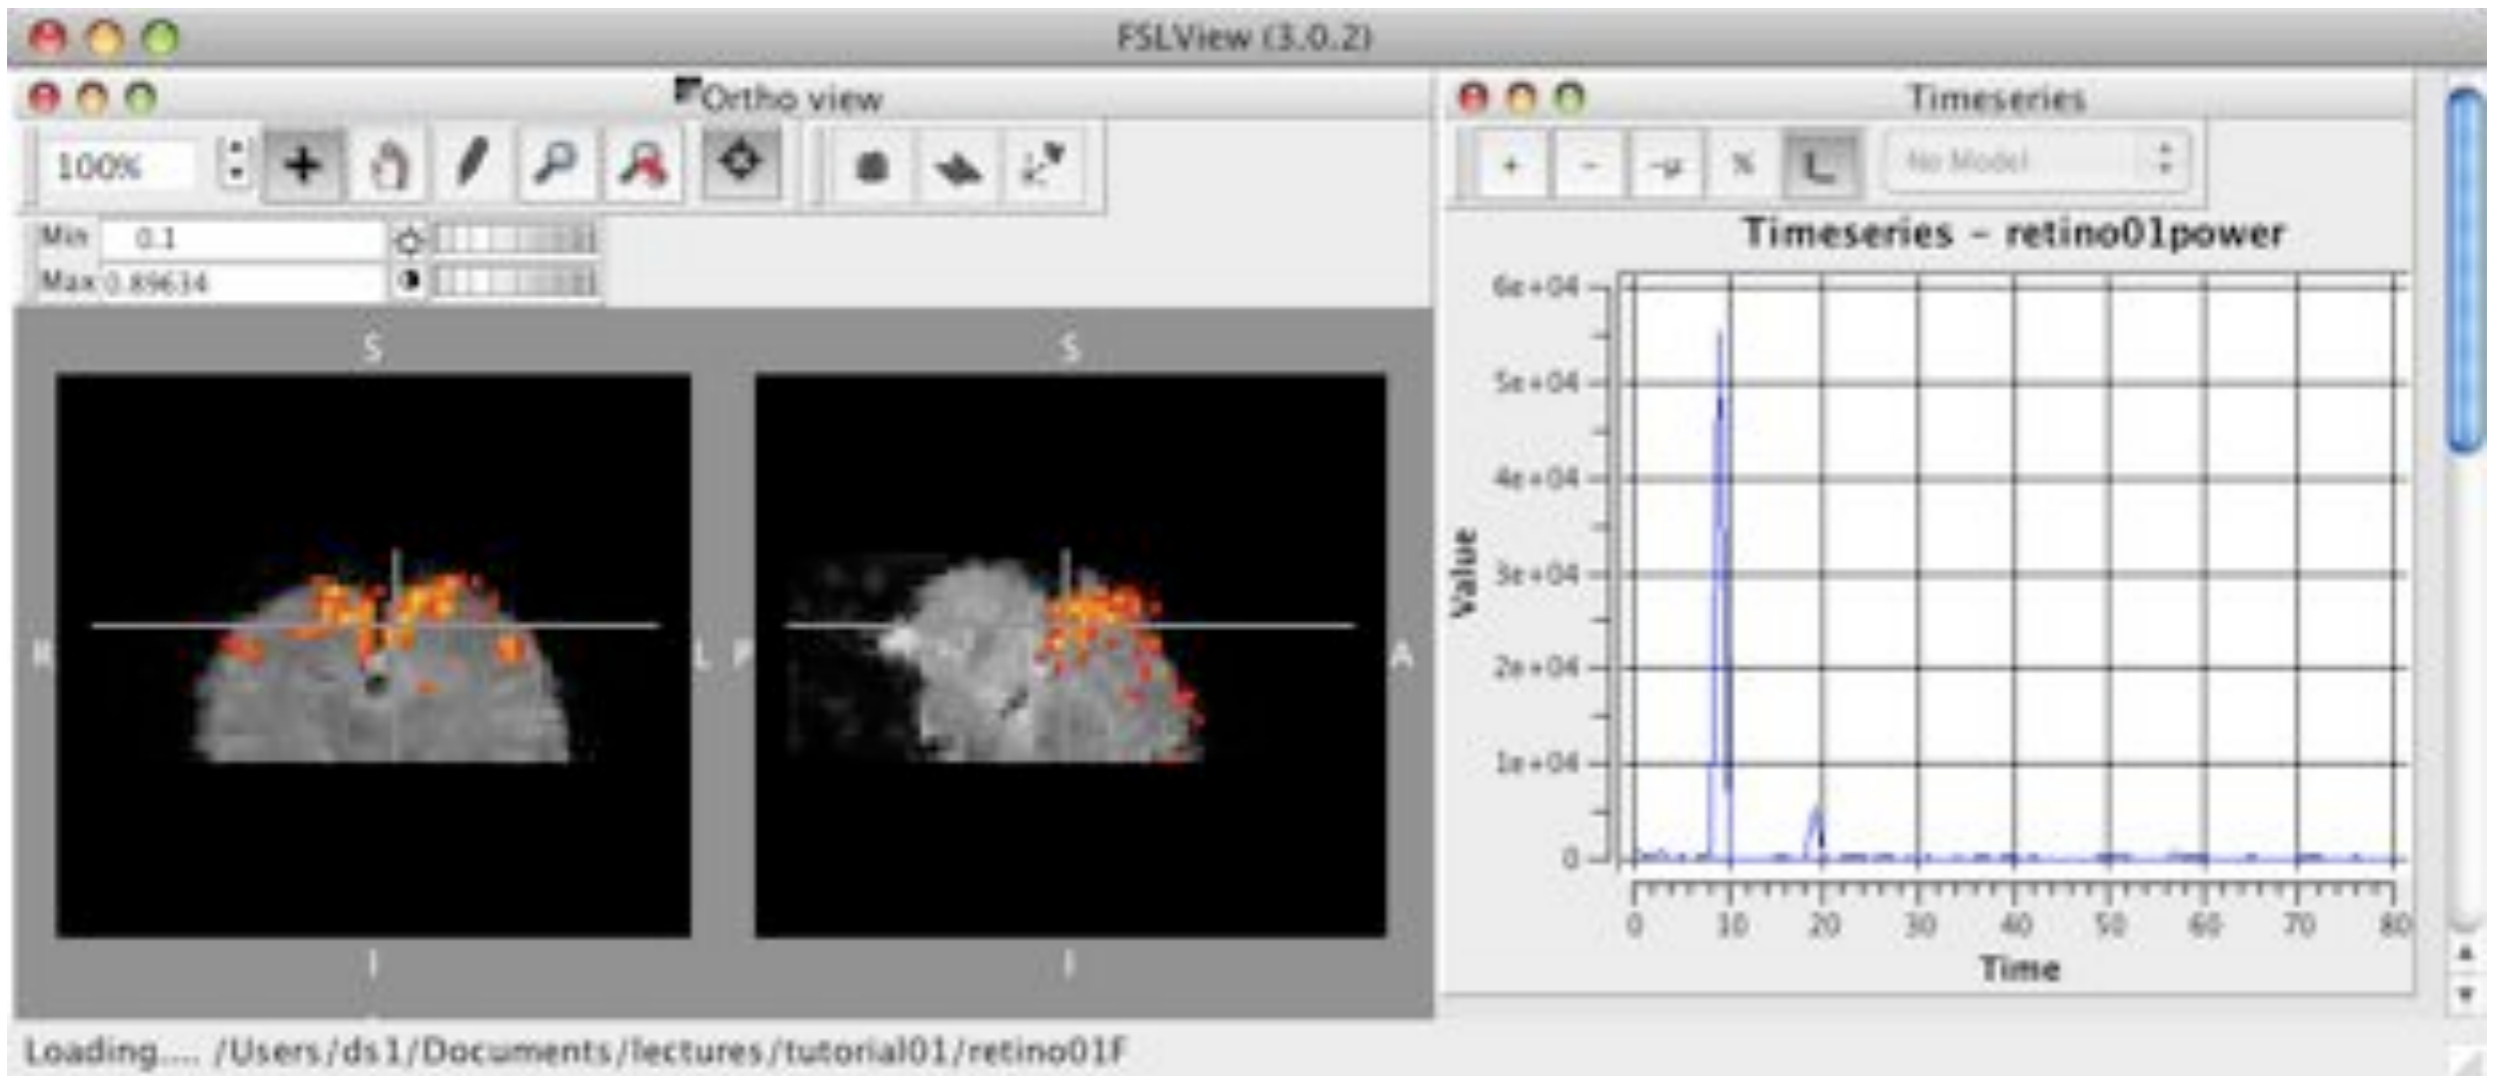 FSLView (3.0.2)
Ortho view
100%
Min 0.1
Max 0.89634
S S
R L P A
I I
Timeseries
+ - -μ % No Model
Timeseries - retino01power
Value
6e+04
5e+04
4e+04
3e+04
2e+04
1e+04
0
0 10 20 30 40 50 60 70 80
Time
Loading.... /Users/ds1/Documents/lectures/tutorial01/retino01F